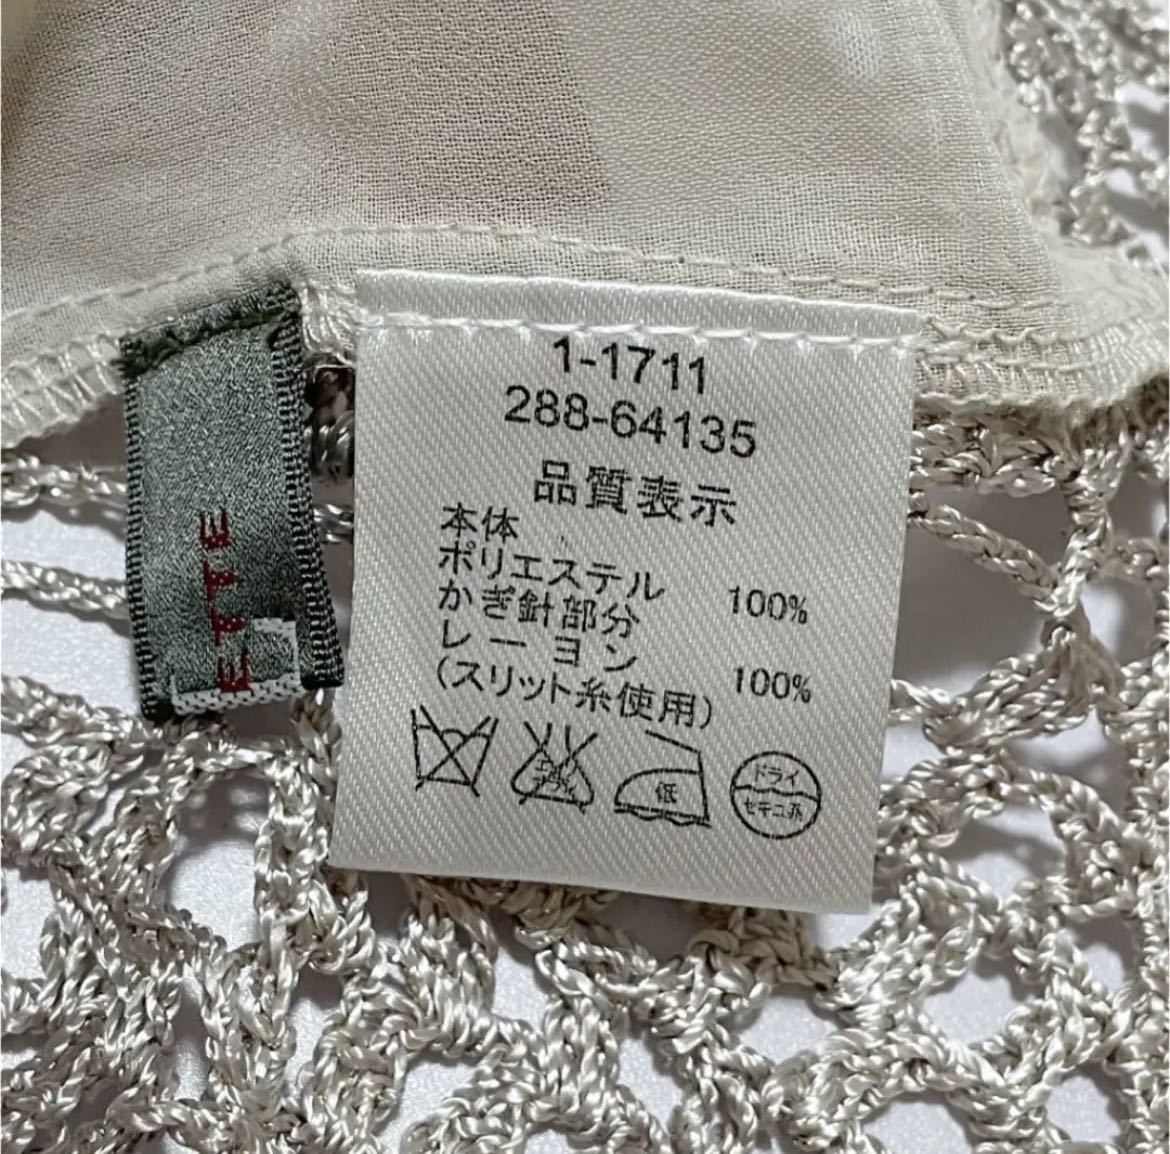 1-1711
288-64135
品質表示
本体
ポリエステル 100%
かぎ針部分
レーヨン 100%
(スリット糸使用)
低
ドライ
セキユ系
ETTE